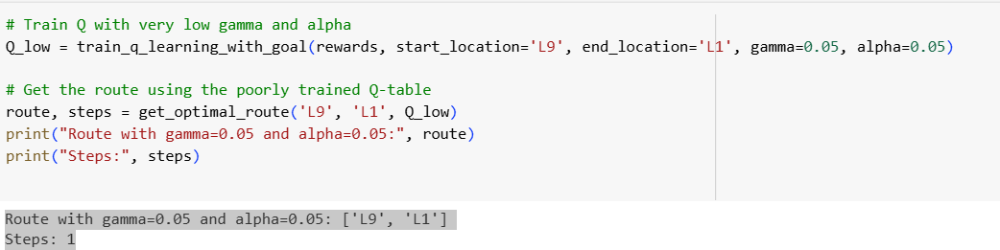 # Train Q with very low gamma and alpha
Q_low = train_q_learning_with_goal(rewards, start_location='L9', end_location='L1', gamma=0.05, alpha=0.05)
# Get the route using the poorly trained Q-table
route, steps = get_optimal_route('L9', 'L1', Q_low)
print("Route with gamma=0.05 and alpha=0.05:", route)
print("Steps:", steps)
Route with gamma=0.05 and alpha=0.05: ['L9', 'L1']
Steps: 1